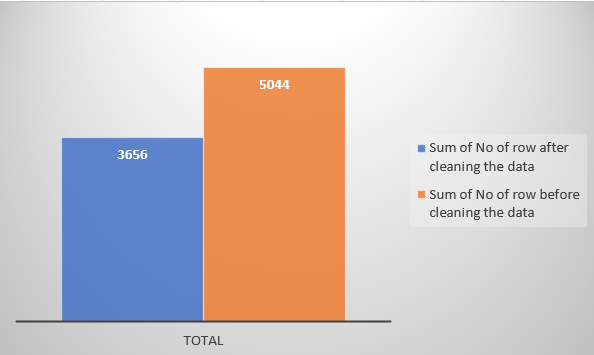 5044
3656
Sum of No of row after
cleaning the data
Sum of No of row before
cleaning the data
TOTAL